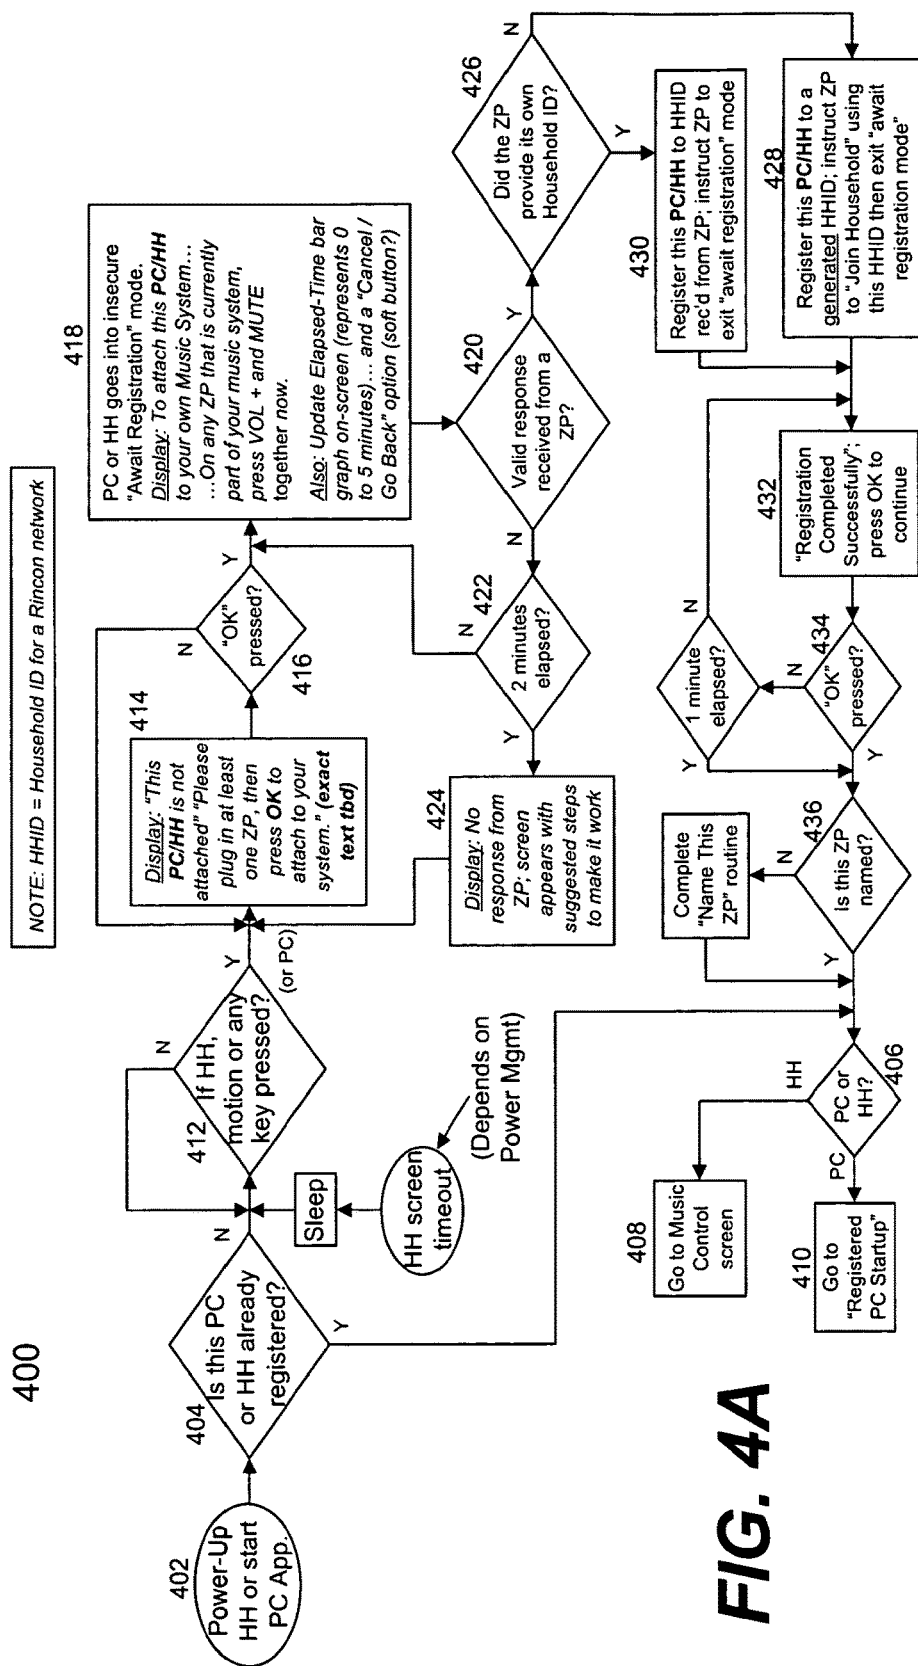 400
NOTE: HHID = Household ID for a Rincon network
402
Power-Up
HH or start
PC App.
404
Is this PC
or HH already
registered?
N
Y
Sleep
HH screen
timeout
(Depends on
Power Mgmt)
412
If HH,
motion or any
key pressed?
N
Y
(or PC)
414
Display: "This
PC/HH is not
attached" "Please
plug in at least
one ZP, then
press OK to
attach to your
system." (exact
text tbd)
416
"OK"
pressed?
N
Y
418
PC or HH goes into insecure
"Await Registration" mode.
Display: To attach this PC/HH
to your own Music System…
…On any ZP that is currently
part of your music system,
press VOL + and MUTE
together now.
Also: Update Elapsed-Time bar
graph on-screen (represents 0
to 5 minutes)… and a "Cancel /
Go Back" option (soft button?)
420
Valid response
received from a
ZP?
N
Y
422
2 minutes
elapsed?
N
Y
424
Display: No
response from
ZP; screen
appears with
suggested steps
to make it work
426
Did the ZP
provide its own
Household ID?
N
Y
430
Register this PC/HH to HHID
rec'd from ZP; instruct ZP to
exit "await registration" mode
428
Register this PC/HH to a
generated HHID; instruct ZP
to "Join Household" using
this HHID then exit "await
registration mode"
432
"Registration
Completed
Successfully";
press OK to
continue
434
"OK"
pressed?
N
Y
1 minute
elapsed?
N
Y
436
Is this ZP
named?
N
Y
Complete
"Name This
ZP" routine
406
PC or
HH?
HH
PC
408
Go to Music
Control
screen
410
Go to
"Registered
PC Startup"
FIG. 4A